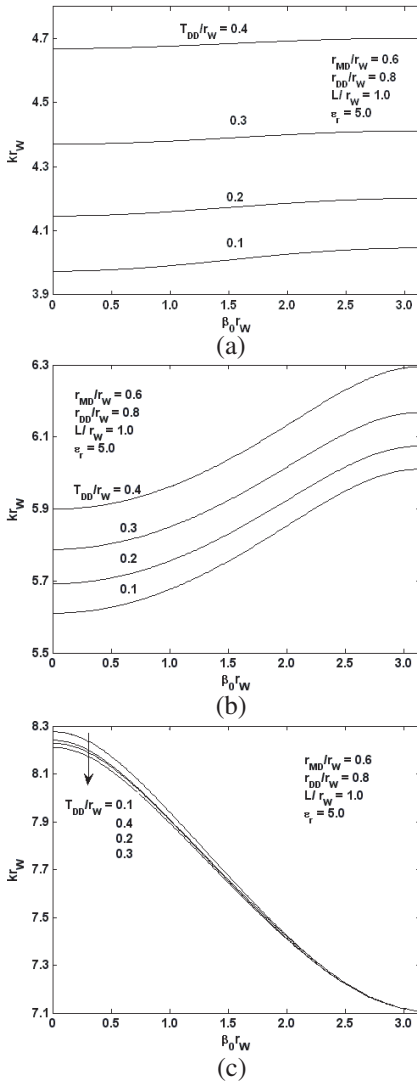 4.7
4.5
4.3
4.1
3.9
kr_W
T_DD/r_W = 0.4
r_MD/r_W = 0.6
r_DD/r_W = 0.8
L/ r_W = 1.0
ε_r = 5.0
0.3
0.2
0.1
0 0.5 1.0 1.5 2.0 2.5 3.0
β_0 r_W
(a)
6.3
6.1
5.9
5.7
5.5
kr_W
r_MD/r_W = 0.6
r_DD/r_W = 0.8
L/ r_W = 1.0
ε_r = 5.0
T_DD/r_W = 0.4
0.3
0.2
0.1
0 0.5 1.0 1.5 2.0 2.5 3.0
β_0 r_W
(b)
8.3
8.1
7.9
7.7
7.5
7.3
7.1
kr_W
r_MD/r_W = 0.6
r_DD/r_W = 0.8
L/ r_W = 1.0
ε_r = 5.0
T_DD/r_W = 0.1
0.4
0.2
0.3
0 0.5 1.0 1.5 2.0 2.5 3.0
β_0 r_W
(c)